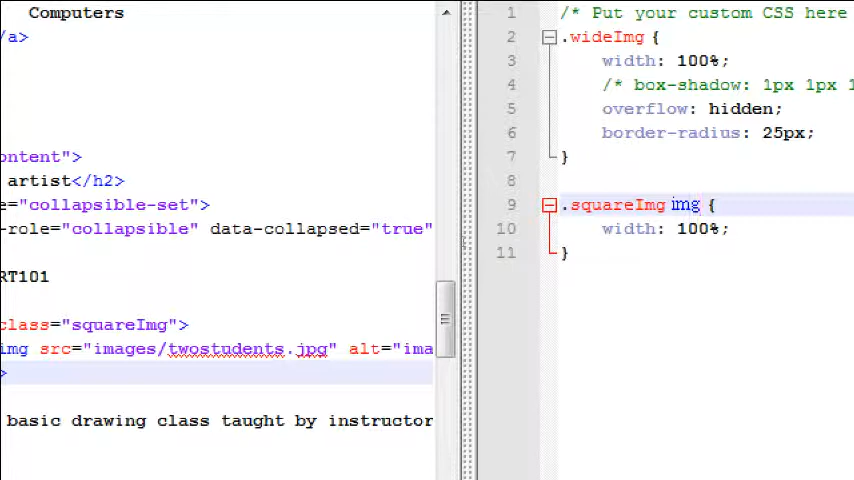 Computers
/a>
ontent">
artist</h2>
e="collapsible-set">
-role="collapsible" data-collapsed="true"
RT101
class="squareImg">
img src="images/twostudents.jpg" alt="ima
>
basic drawing class taught by instructor
1 /* Put your custom CSS here
2 .wideImg {
3 width: 100%;
4 /* box-shadow: 1px 1px 1
5 overflow: hidden;
6 border-radius: 25px;
7 }
8
9 .squareImg img {
10 width: 100%;
11 }